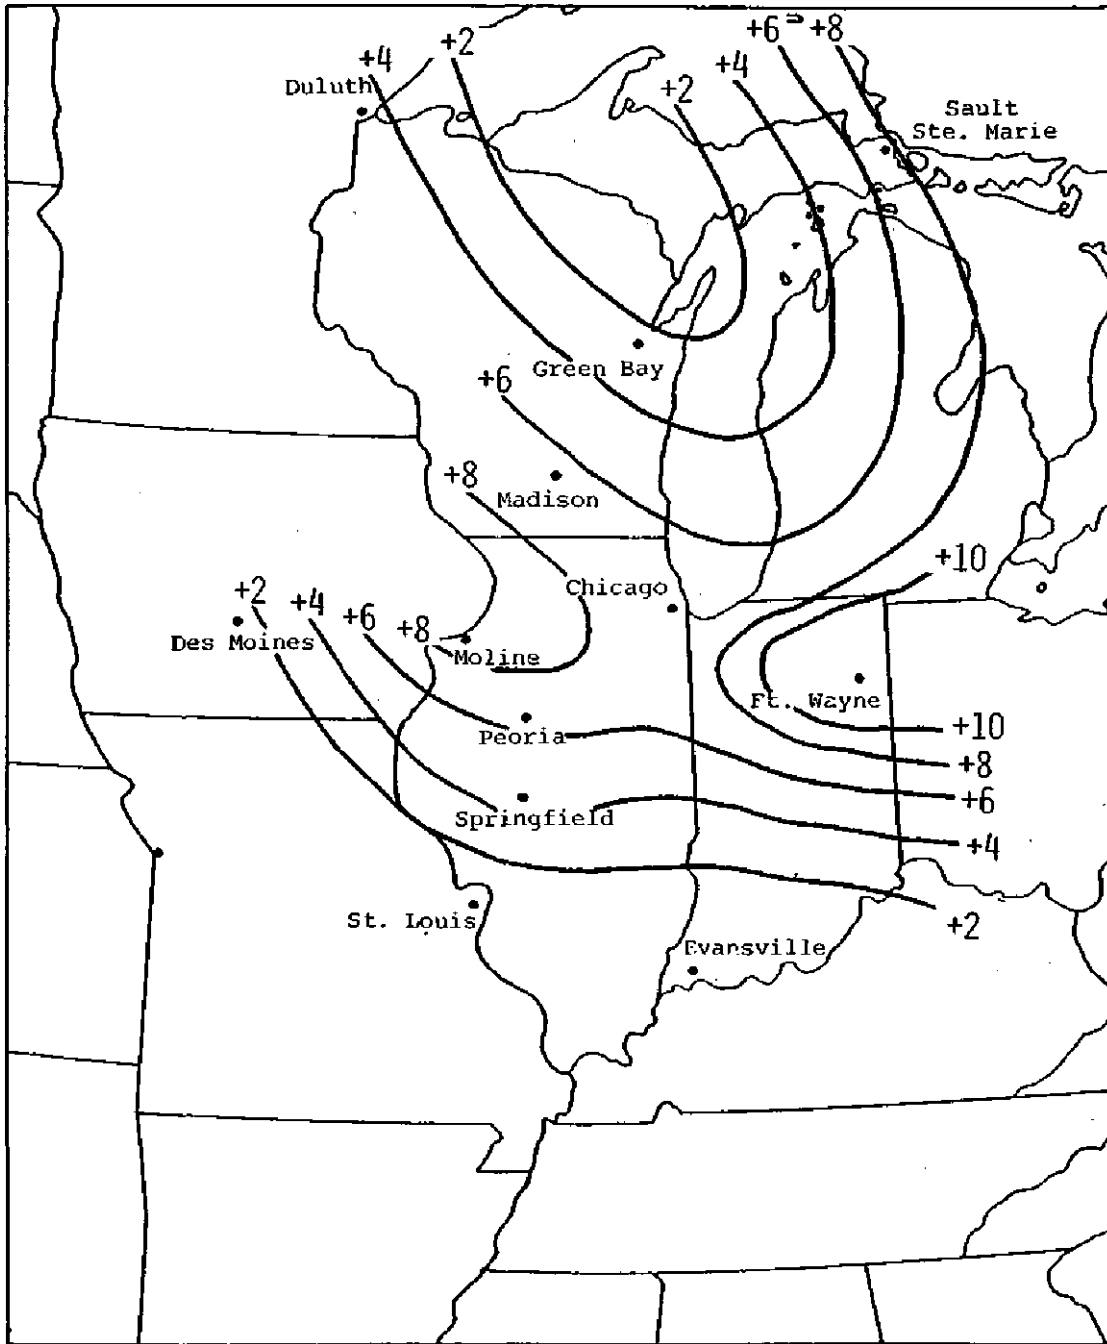 +6 +8
+2
+4
+4
+2
Duluth
Sault
Ste. Marie
Green Bay
+6
+8
Madison
+10
Chicago
+2
+4
+6
+8
Des Moines
Moline
Ft. Wayne
Peoria
+10
+8
+6
Springfield
+4
St. Louis
+2
Evansville